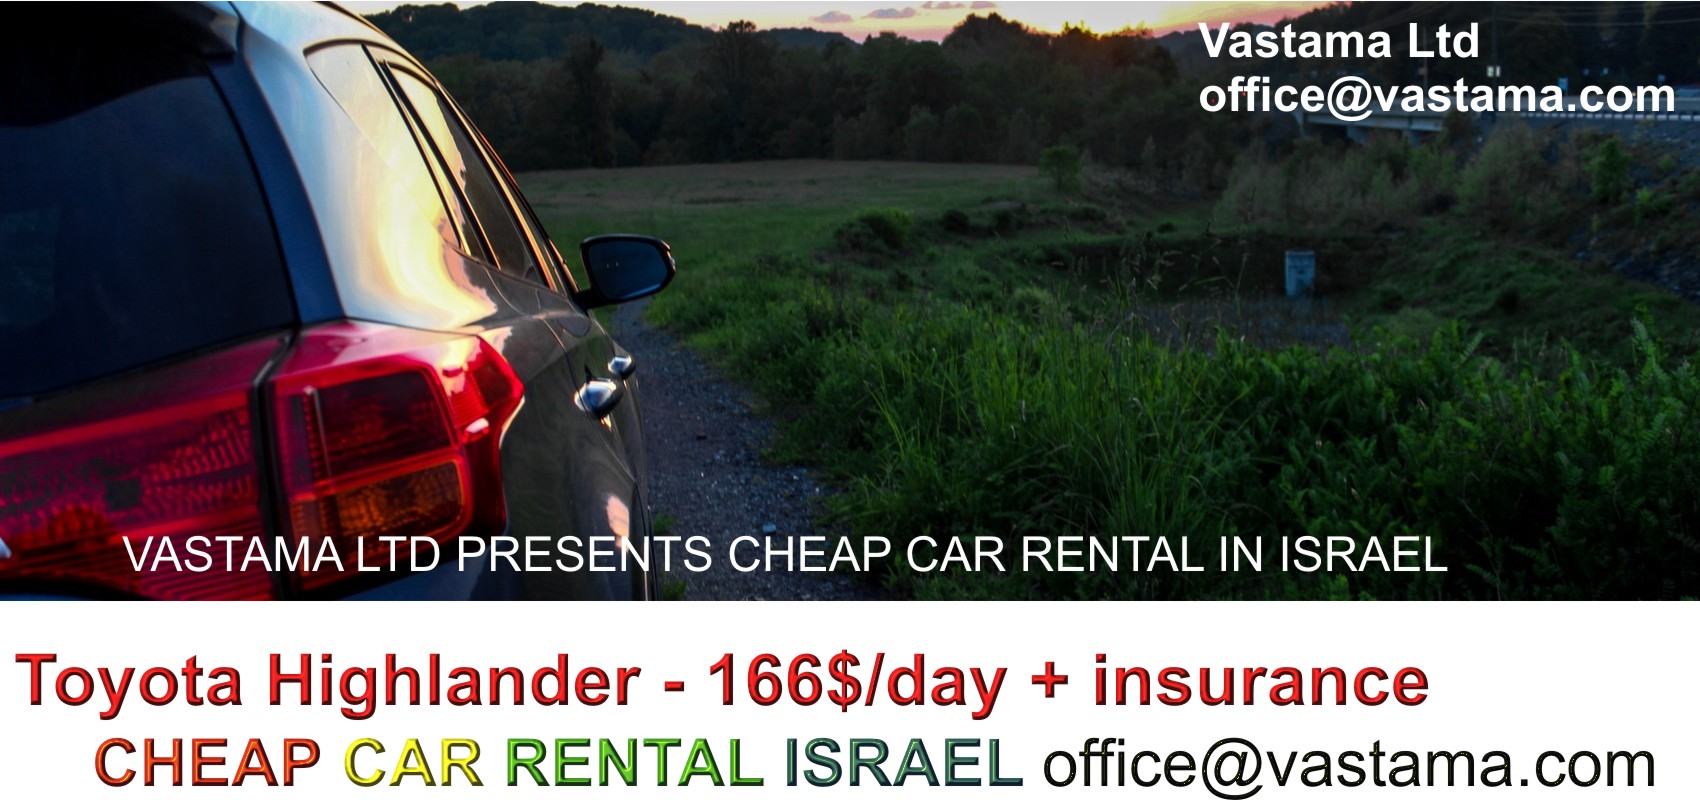 Vastama Ltd
office@vastama.com
VASTAMA LTD PRESENTS CHEAP CAR RENTAL IN ISRAEL
Toyota Highlander - 166$/day + insurance
CHEAP CAR RENTAL ISRAEL office@vastama.com